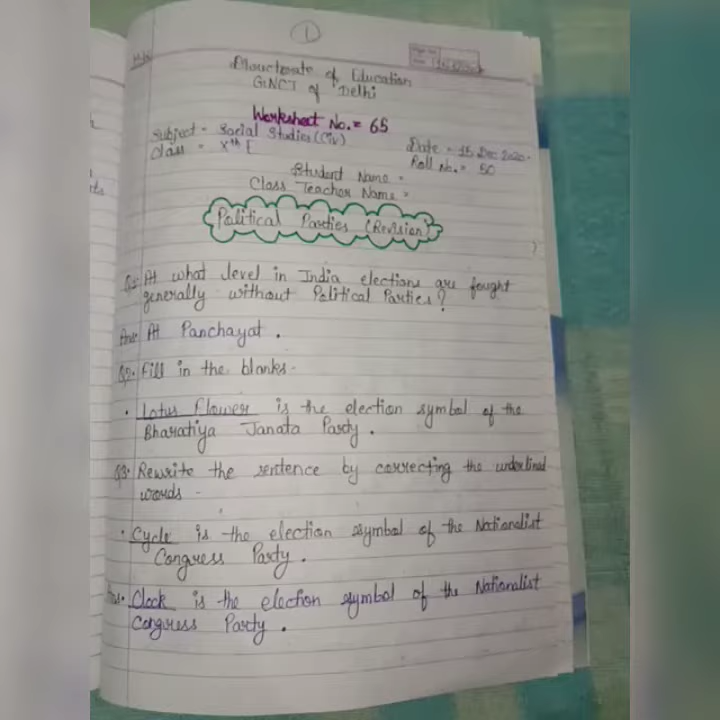 1
Directorate of Education
GNCT of Delhi
Worksheet No.= 65
Subject - Social Studies (Civ)
Date = 15 Dec 2020.
Class = Xth [
Roll No.= 50
Student Name =
Class Teacher Name =
Political Parties (Revision)
Q1. At what level in India elections are fought
generally without Political Parties?
Ans. At Panchayat.
Q2. Fill in the blanks-
• Lotus Flower is the election symbol of the
Bharatiya Janata Party.
Q3. Rewrite the sentence by correcting the underlined
words-
• Cycle is the election symbol of the Nationalist
Congress Party.
Ans. Clock is the election symbol of the Nationalist
Congress Party.